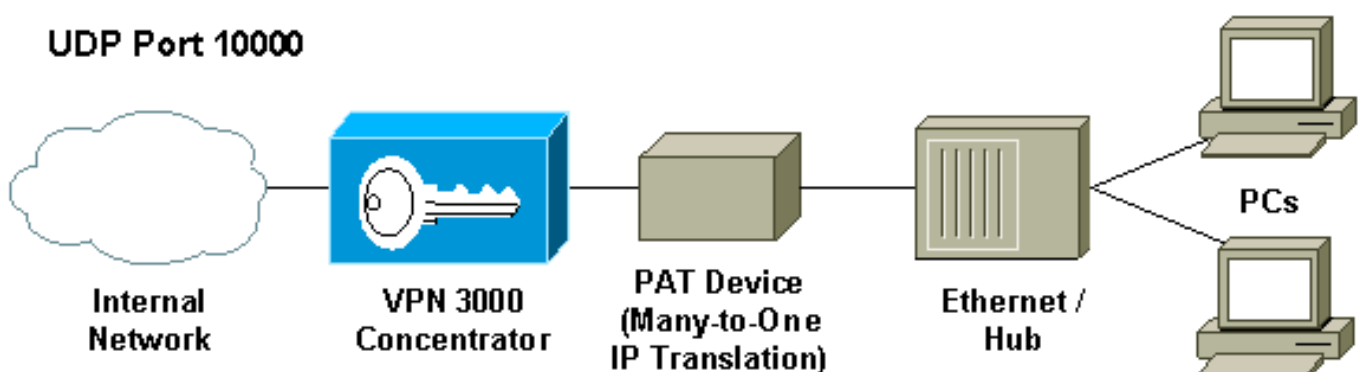 UDP Port 10000
PCs
Internal
Network
VPN 3000
Concentrator
PAT Device
(Many-to-One
IP Translation)
Ethernet /
Hub